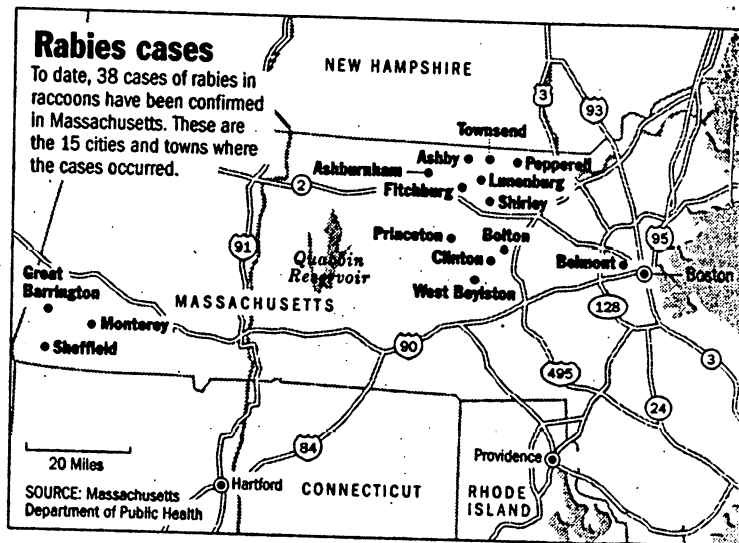 Rabies cases
To date, 38 cases of rabies in
raccoons have been confirmed
in Massachusetts. These are
the 15 cities and towns where
the cases occurred.
NEW HAMPSHIRE
3
93
Townsend
Ashby
Pepperell
Ashburnham
Lunenburg
Fitchburg
2
Shirley
91
Princeton
Bolton
95
Quabbin
Reservoir
Clinton
Belmont
Boston
Great
Barrington
West Boylston
MASSACHUSETTS
128
Monterey
Sheffield
90
3
495
24
84
20 Miles
Providence
Hartford
CONNECTICUT
RHODE
ISLAND
SOURCE: Massachusetts
Department of Public Health